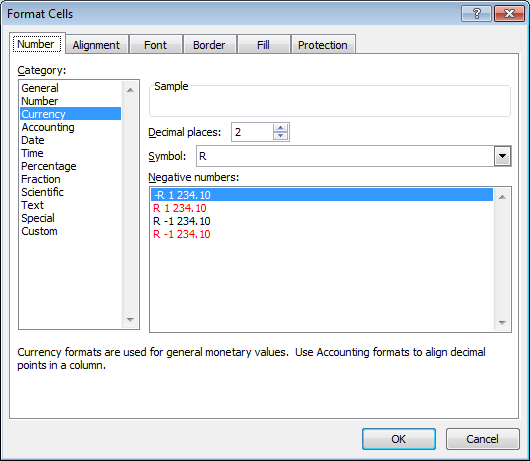 Format Cells
?
Number Alignment Font Border Fill Protection
Category:
General
Number
Currency
Accounting
Date
Time
Percentage
Fraction
Scientific
Text
Special
Custom
Sample
Decimal places: 2
Symbol: R
Negative numbers:
-R 1 234.10
R 1 234.10
R -1 234.10
R -1 234.10
Currency formats are used for general monetary values. Use Accounting formats to align decimal
points in a column.
OK Cancel